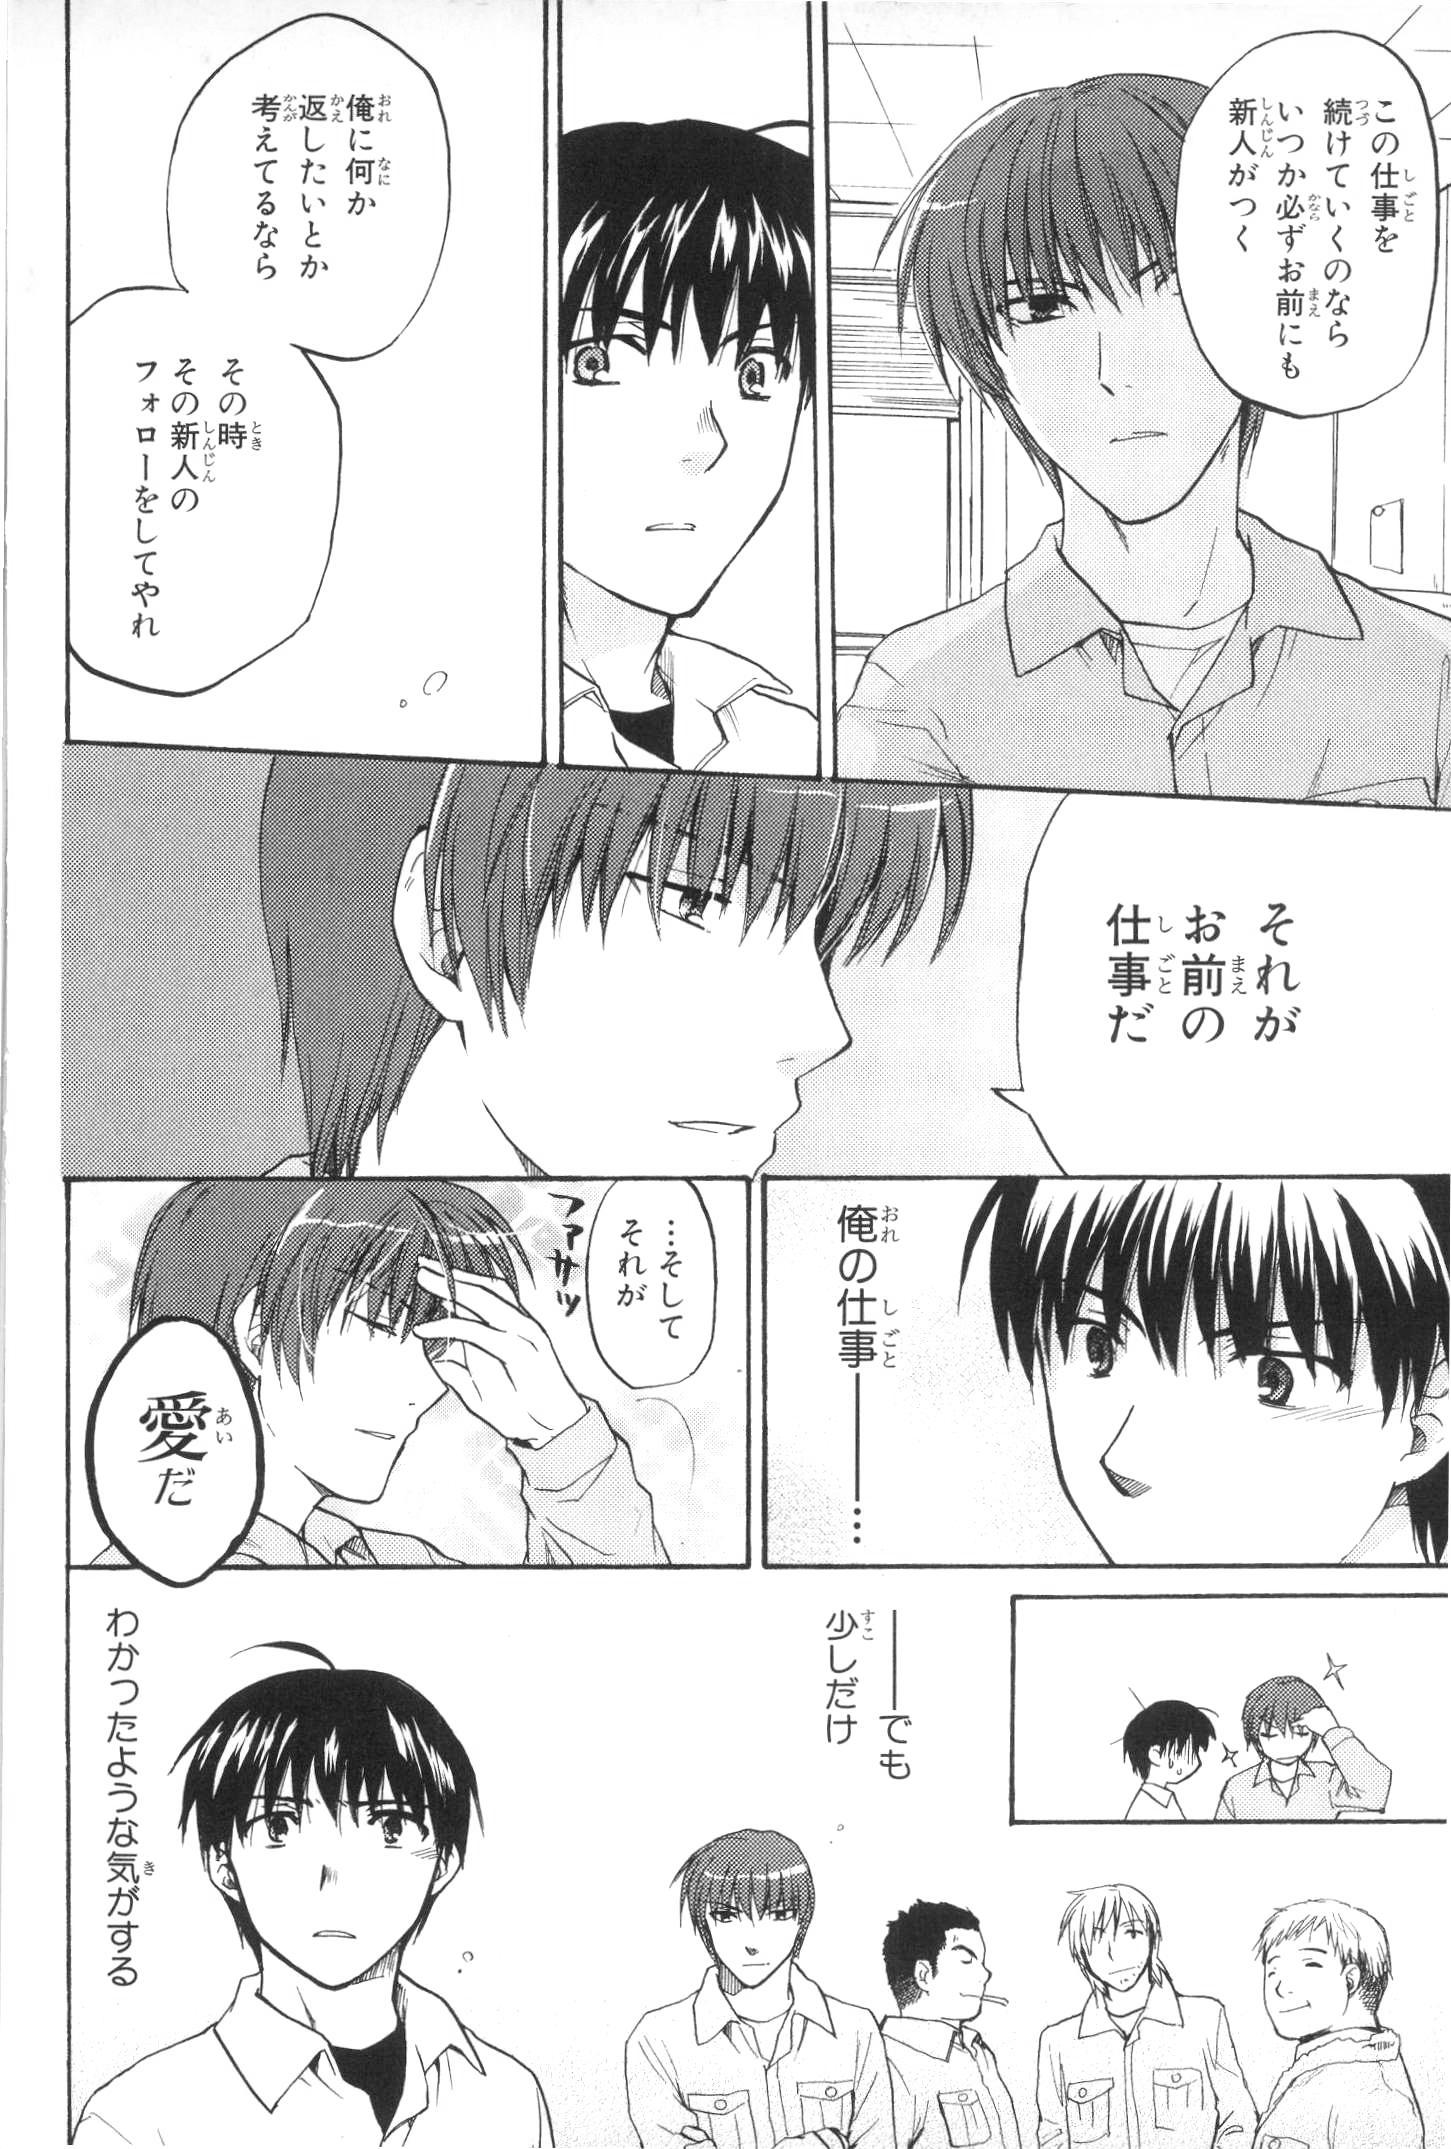 この仕事を
続けていくのなら
いつか必ずお前にも
新人がつく
俺に何か
返したいとか
考えてるなら
その時
その新人の
フォローをしてやれ
それが
お前の
仕事だ
俺の仕事――…
…そして
それが
ファサッ
愛だ
――でも
少しだけ
わかったような気がする